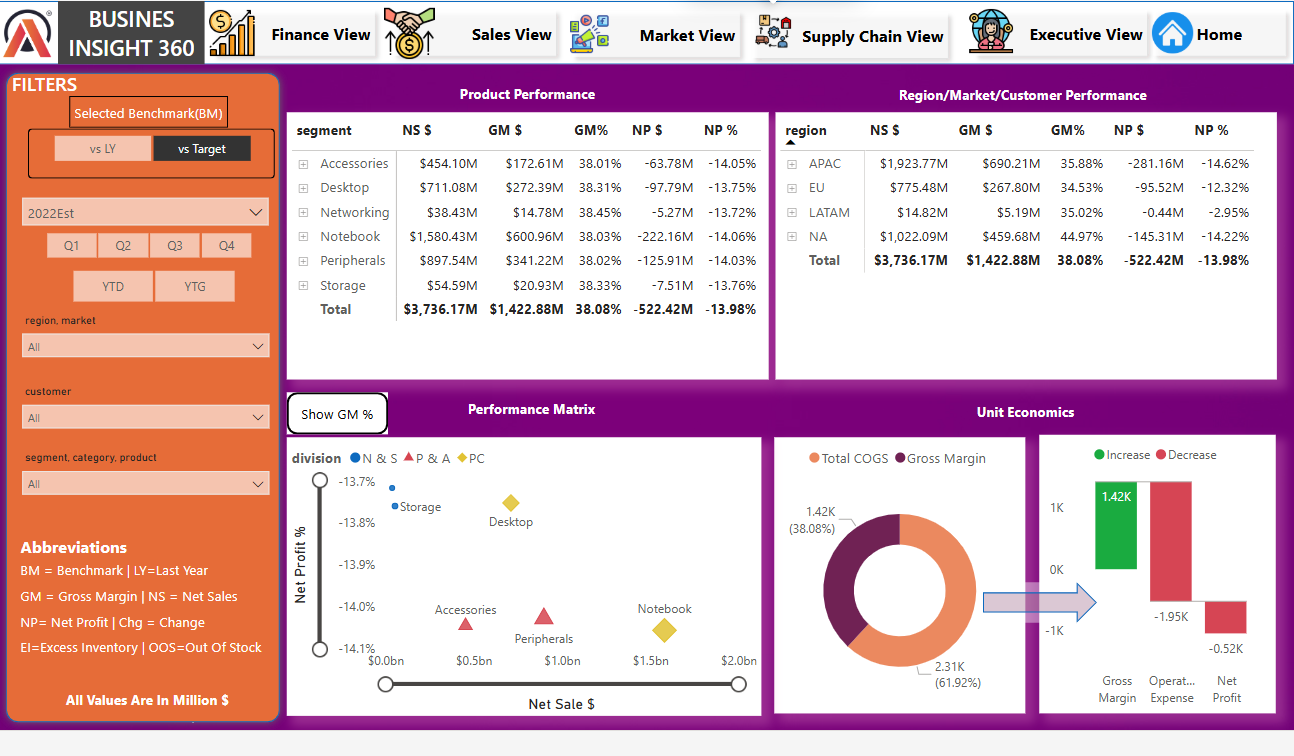 BUSINES
INSIGHT 360
Finance View
Sales View
Market View
Supply Chain View
Executive View
Home
FILTERS
Selected Benchmark(BM)
vs LY
vs Target
2022Est
Q1 Q2 Q3 Q4
YTD YTG
region, market
All
customer
All
segment, category, product
All
Abbreviations
BM = Benchmark | LY=Last Year
GM = Gross Margin | NS = Net Sales
NP= Net Profit | Chg = Change
EI=Excess Inventory | OOS=Out Of Stock
All Values Are In Million $
Product Performance
segment NS $ GM $ GM% NP $ NP %
Accessories $454.10M $172.61M 38.01% -63.78M -14.05%
Desktop $711.08M $272.39M 38.31% -97.79M -13.75%
Networking $38.43M $14.78M 38.45% -5.27M -13.72%
Notebook $1,580.43M $600.96M 38.03% -222.16M -14.06%
Peripherals $897.54M $341.22M 38.02% -125.91M -14.03%
Storage $54.59M $20.93M 38.33% -7.51M -13.76%
Total $3,736.17M $1,422.88M 38.08% -522.42M -13.98%
Region/Market/Customer Performance
region NS $ GM $ GM% NP $ NP %
APAC $1,923.77M $690.21M 35.88% -281.16M -14.62%
EU $775.48M $267.80M 34.53% -95.52M -12.32%
LATAM $14.82M $5.19M 35.02% -0.44M -2.95%
NA $1,022.09M $459.68M 44.97% -145.31M -14.22%
Total $3,736.17M $1,422.88M 38.08% -522.42M -13.98%
Show GM %
Performance Matrix
division N & S P & A PC
Net Profit %
-13.7%
-13.8%
-13.9%
-14.0%
-14.1%
Storage
Desktop
Accessories
Peripherals
Notebook
$0.0bn $0.5bn $1.0bn $1.5bn $2.0bn
Net Sale $
Unit Economics
Total COGS Gross Margin
1.42K
(38.08%)
2.31K
(61.92%)
Increase Decrease
1K
0K
-1K
1.42K
-1.95K
-0.52K
Gross
Margin
Operat...
Expense
Net
Profit